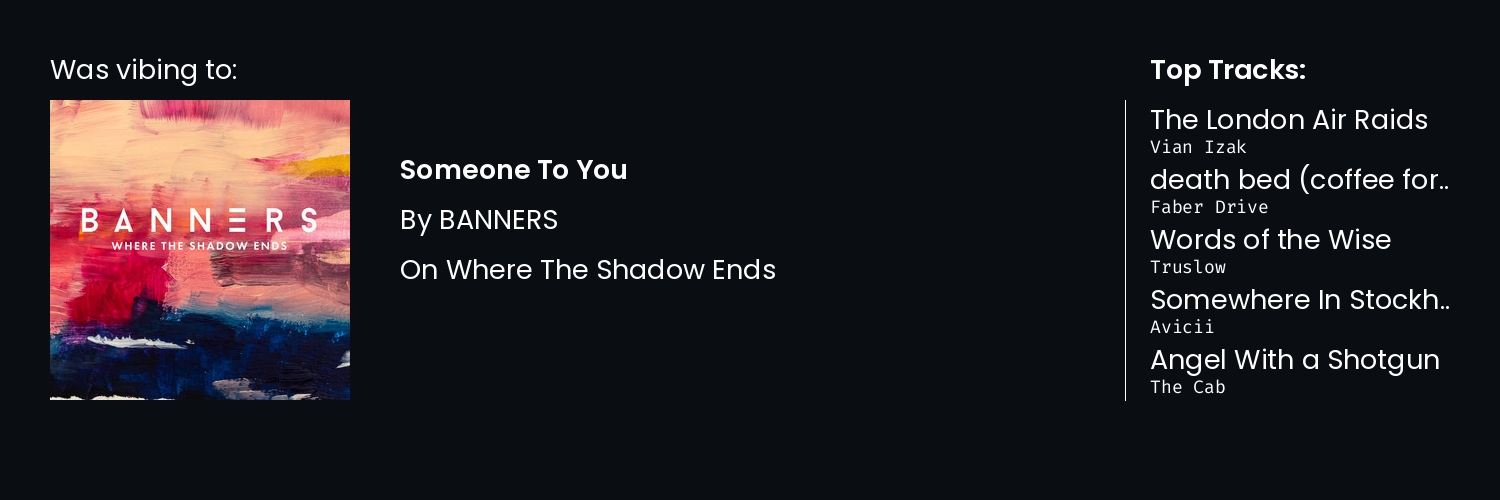 Was vibing to:
BANNERS
WHERE THE SHADOW ENDS
Someone To You
By BANNERS
On Where The Shadow Ends
Top Tracks:
The London Air Raids
Vian Izak
death bed (coffee for..
Faber Drive
Words of the Wise
Truslow
Somewhere In Stockh..
Avicii
Angel With a Shotgun
The Cab